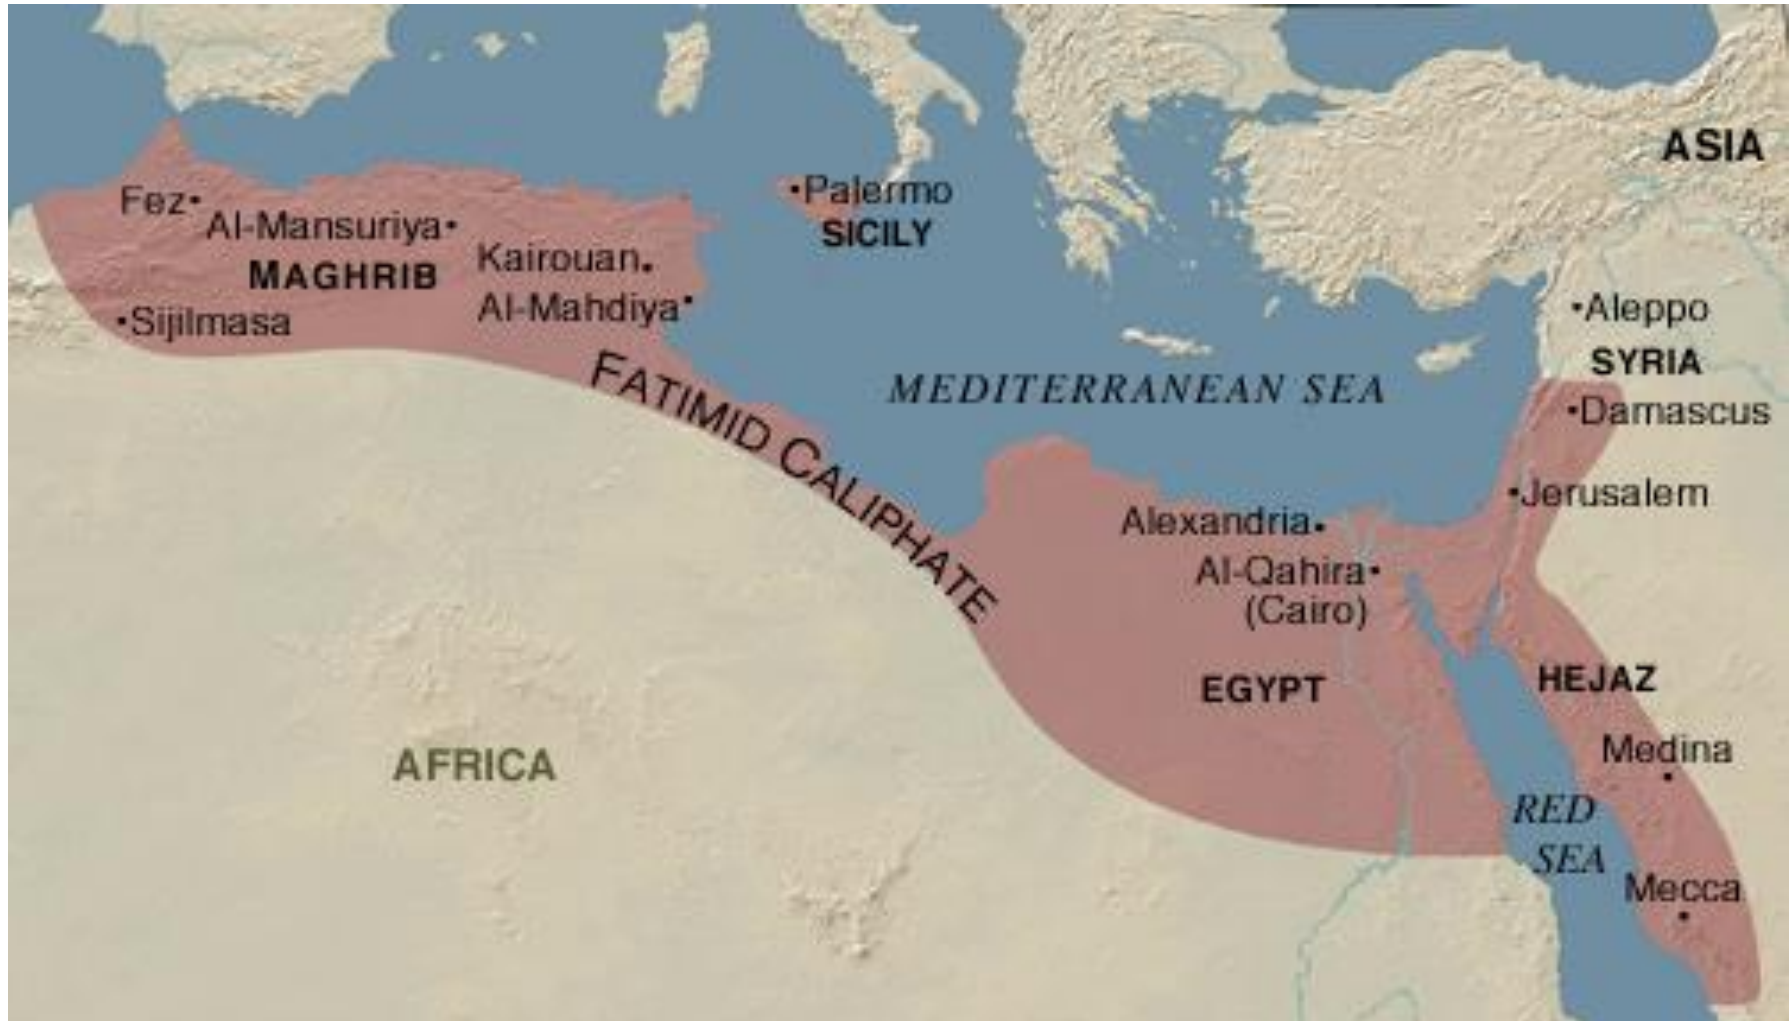 ASIA
Fez
Palermo
Al-Mansuriya
SICILY
Kairouan
MAGHRIB
Al-Mahdiya
Aleppo
Sijilmasa
SYRIA
FATIMID CALIPHATE
MEDITERRANEAN SEA
Damascus
Jerusalem
Alexandria
Al-Qahira
(Cairo)
HEJAZ
EGYPT
Medina
AFRICA
RED
SEA
Mecca